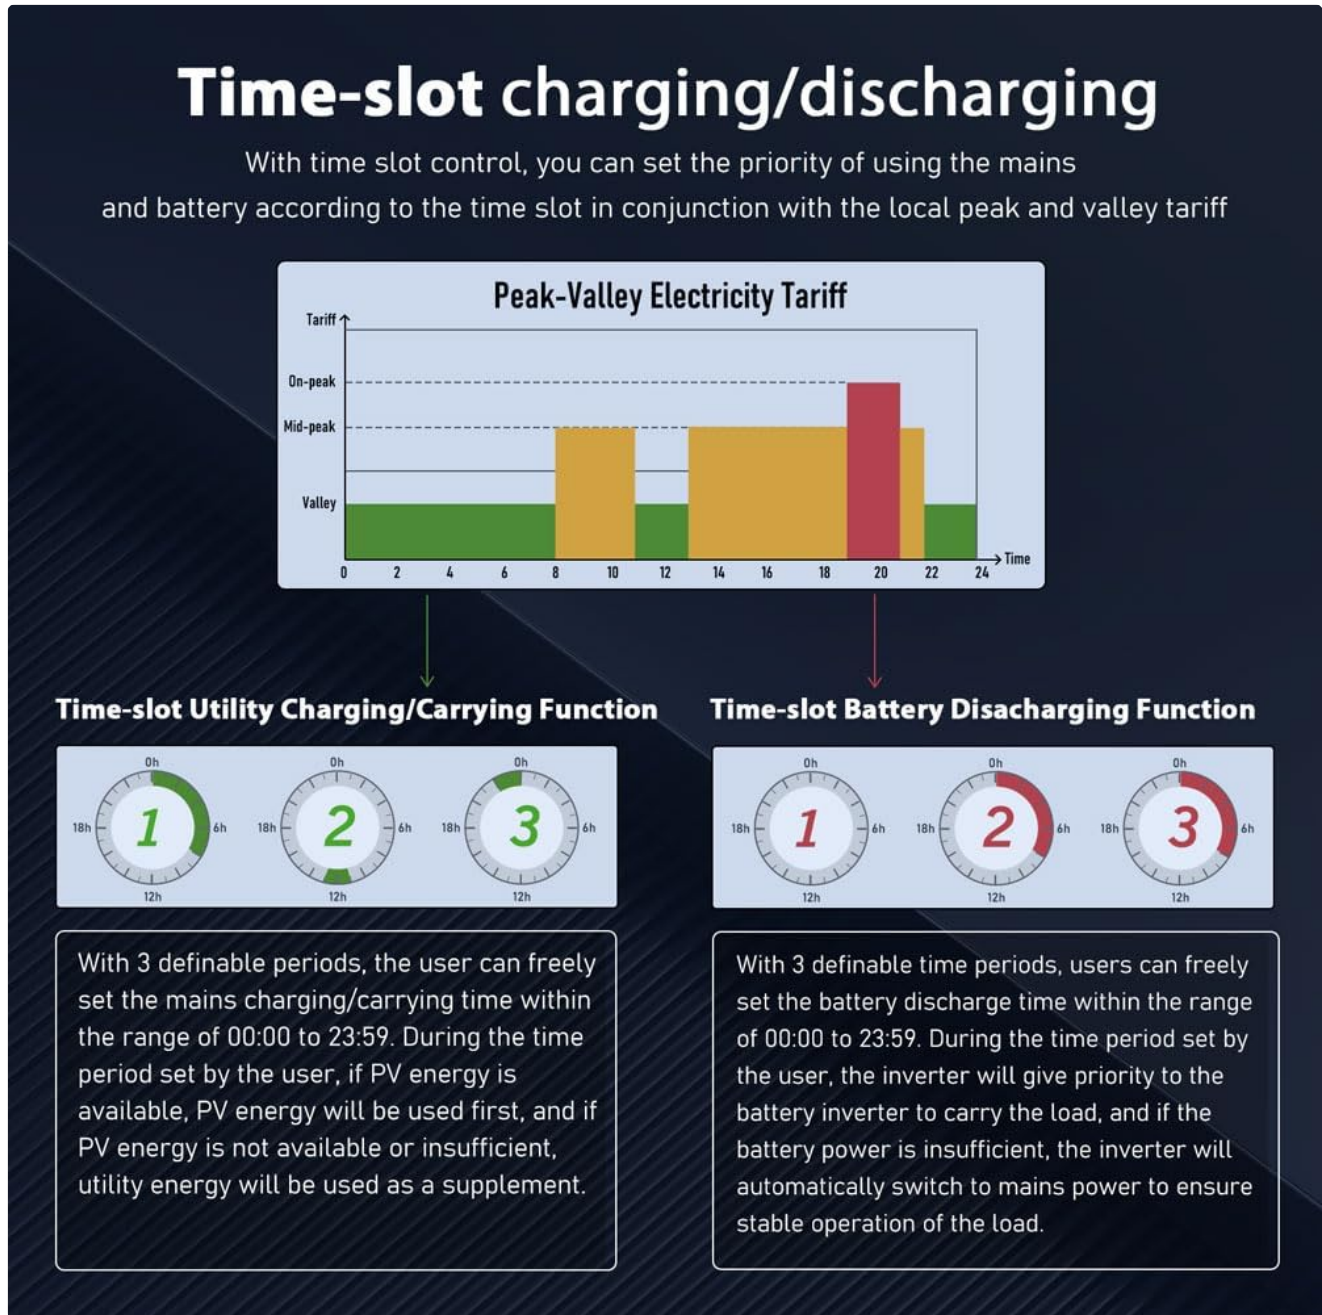 Time-slot charging/discharging
With time slot control, you can set the priority of using the mains
and battery according to the time slot in conjunction with the local peak and valley tariff
Peak-Valley Electricity Tariff
Tariff
On-peak
Mid-peak
Valley
0 2 4 6 8 10 12 14 16 18 20 22 24
Time
Time-slot Utility Charging/Carrying Function
0h 0h 0h
18h 1 6h 18h 2 6h 18h 3 6h
12h 12h 12h
With 3 definable periods, the user can freely
set the mains charging/carrying time within
the range of 00:00 to 23:59. During the time
period set by the user, if PV energy is
available, PV energy will be used first, and if
PV energy is not available or insufficient,
utility energy will be used as a supplement.
Time-slot Battery Disacharging Function
0h 0h 0h
18h 1 6h 18h 2 6h 18h 3 6h
12h 12h 12h
With 3 definable time periods, users can freely
set the battery discharge time within the range
of 00:00 to 23:59. During the time period set by
the user, the inverter will give priority to the
battery inverter to carry the load, and if the
battery power is insufficient, the inverter will
automatically switch to mains power to ensure
stable operation of the load.